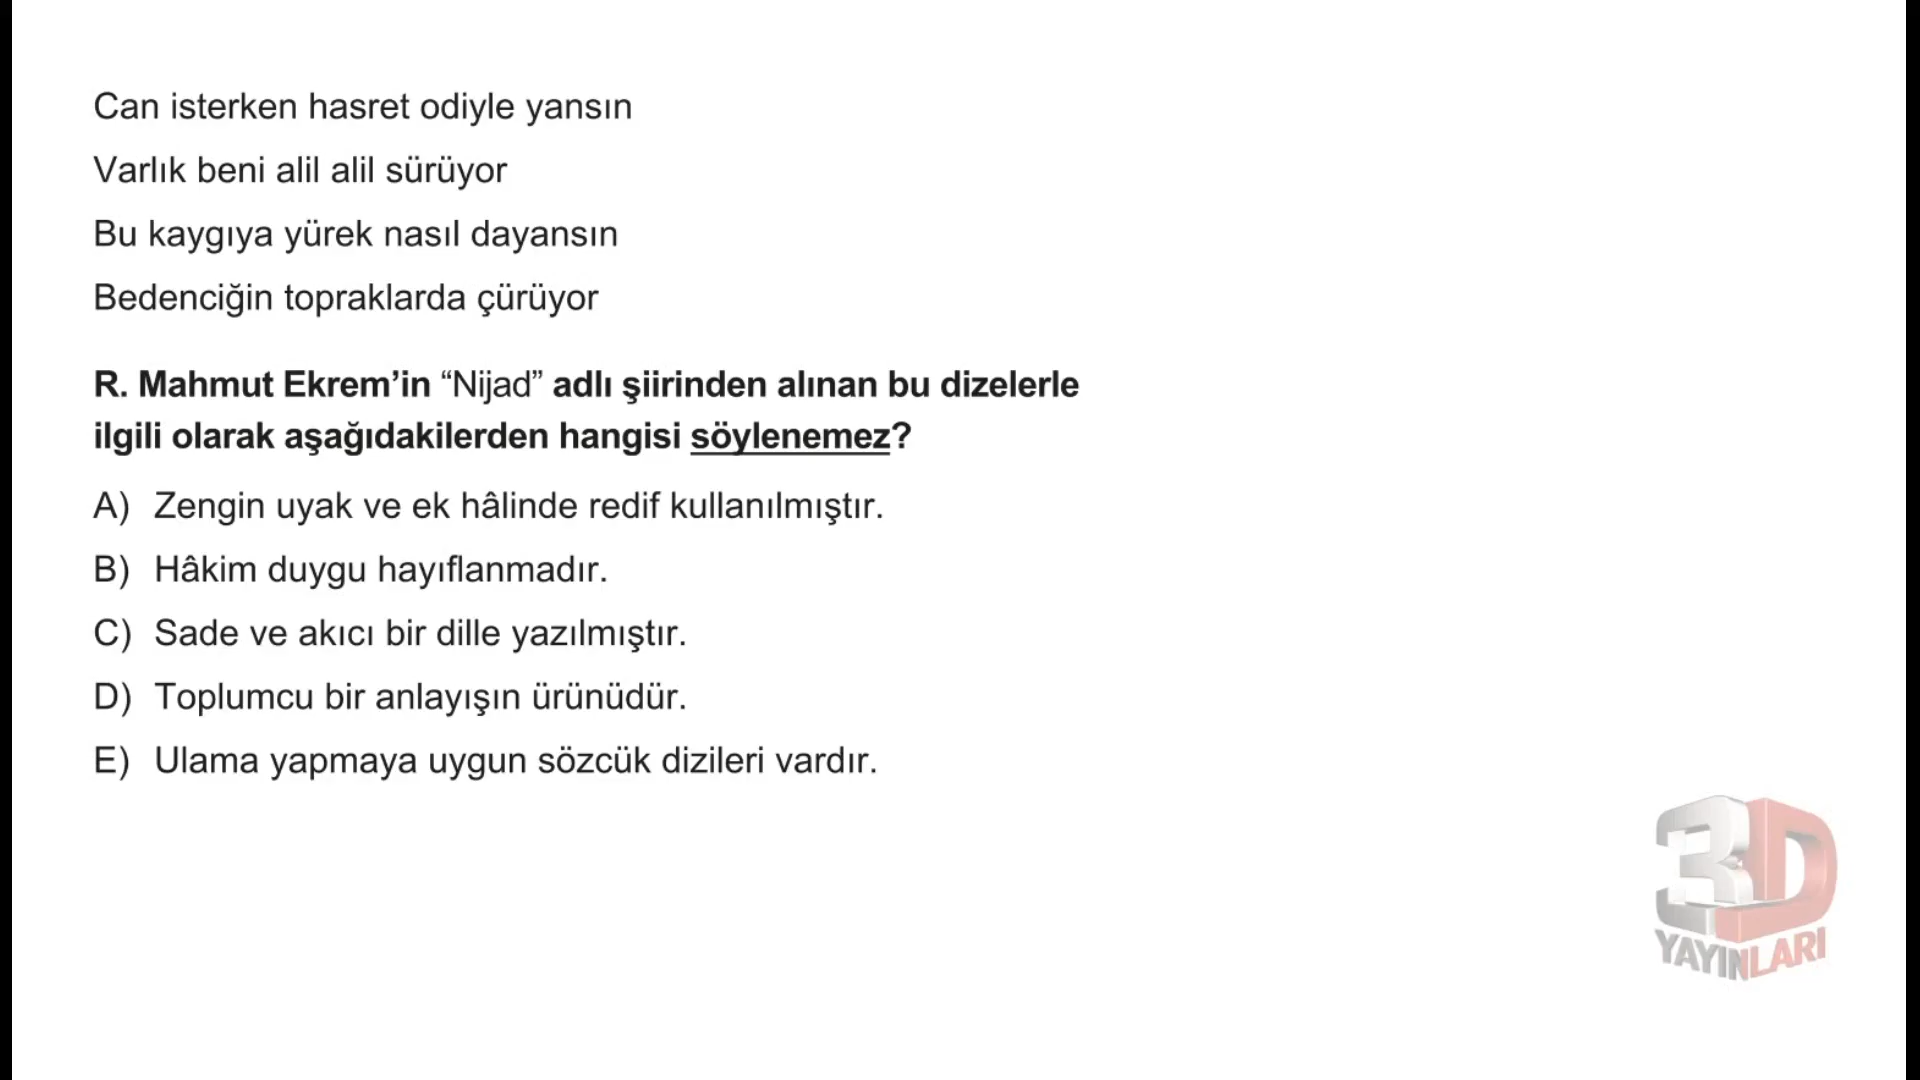 Can isterken hasret odiyle yansın
Varlık beni alil alil sürüyor
Bu kaygıya yürek nasıl dayansın
Bedenciğin topraklarda çürüyor
R. Mahmut Ekrem’in “Nijad” adlı şiirinden alınan bu dizelerle
ilgili olarak aşağıdakilerden hangisi söylenemez?
A) Zengin uyak ve ek hâlinde redif kullanılmıştır.
B) Hâkim duygu hayıflanmadır.
C) Sade ve akıcı bir dille yazılmıştır.
D) Toplumcu bir anlayışın ürünüdür.
E) Ulama yapmaya uygun sözcük dizileri vardır.
3D
YAYINLARI